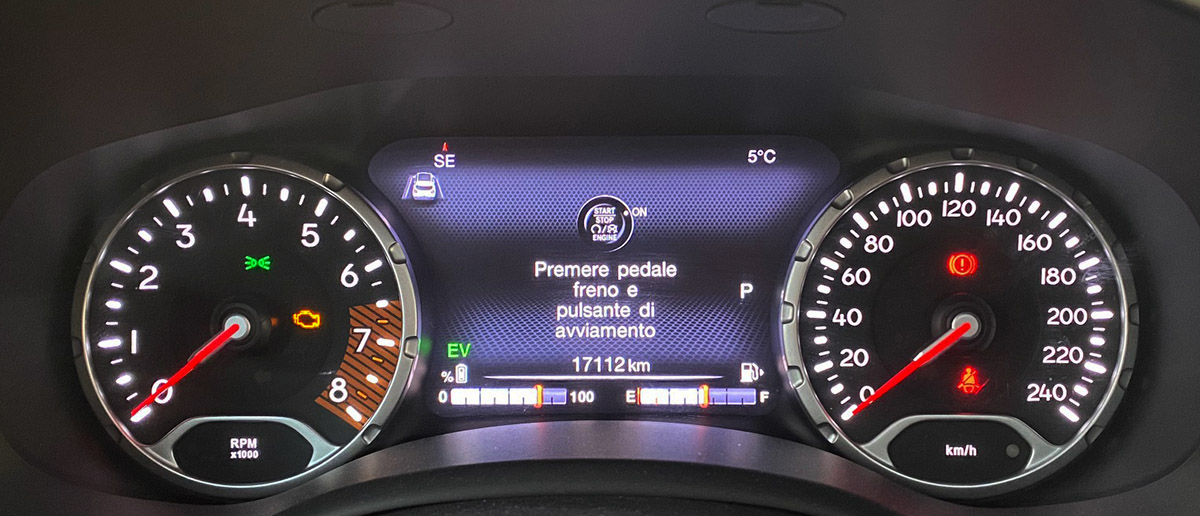 SE
5°C
START
STOP
ENGINE
ON
Premere pedale
freno e
pulsante di
avviamento
P
EV
17112 km
%
0
100
E
F
0
1
2
3
4
5
6
7
8
RPM
x1000
0
20
40
60
80
100
120
140
160
180
200
220
240
km/h